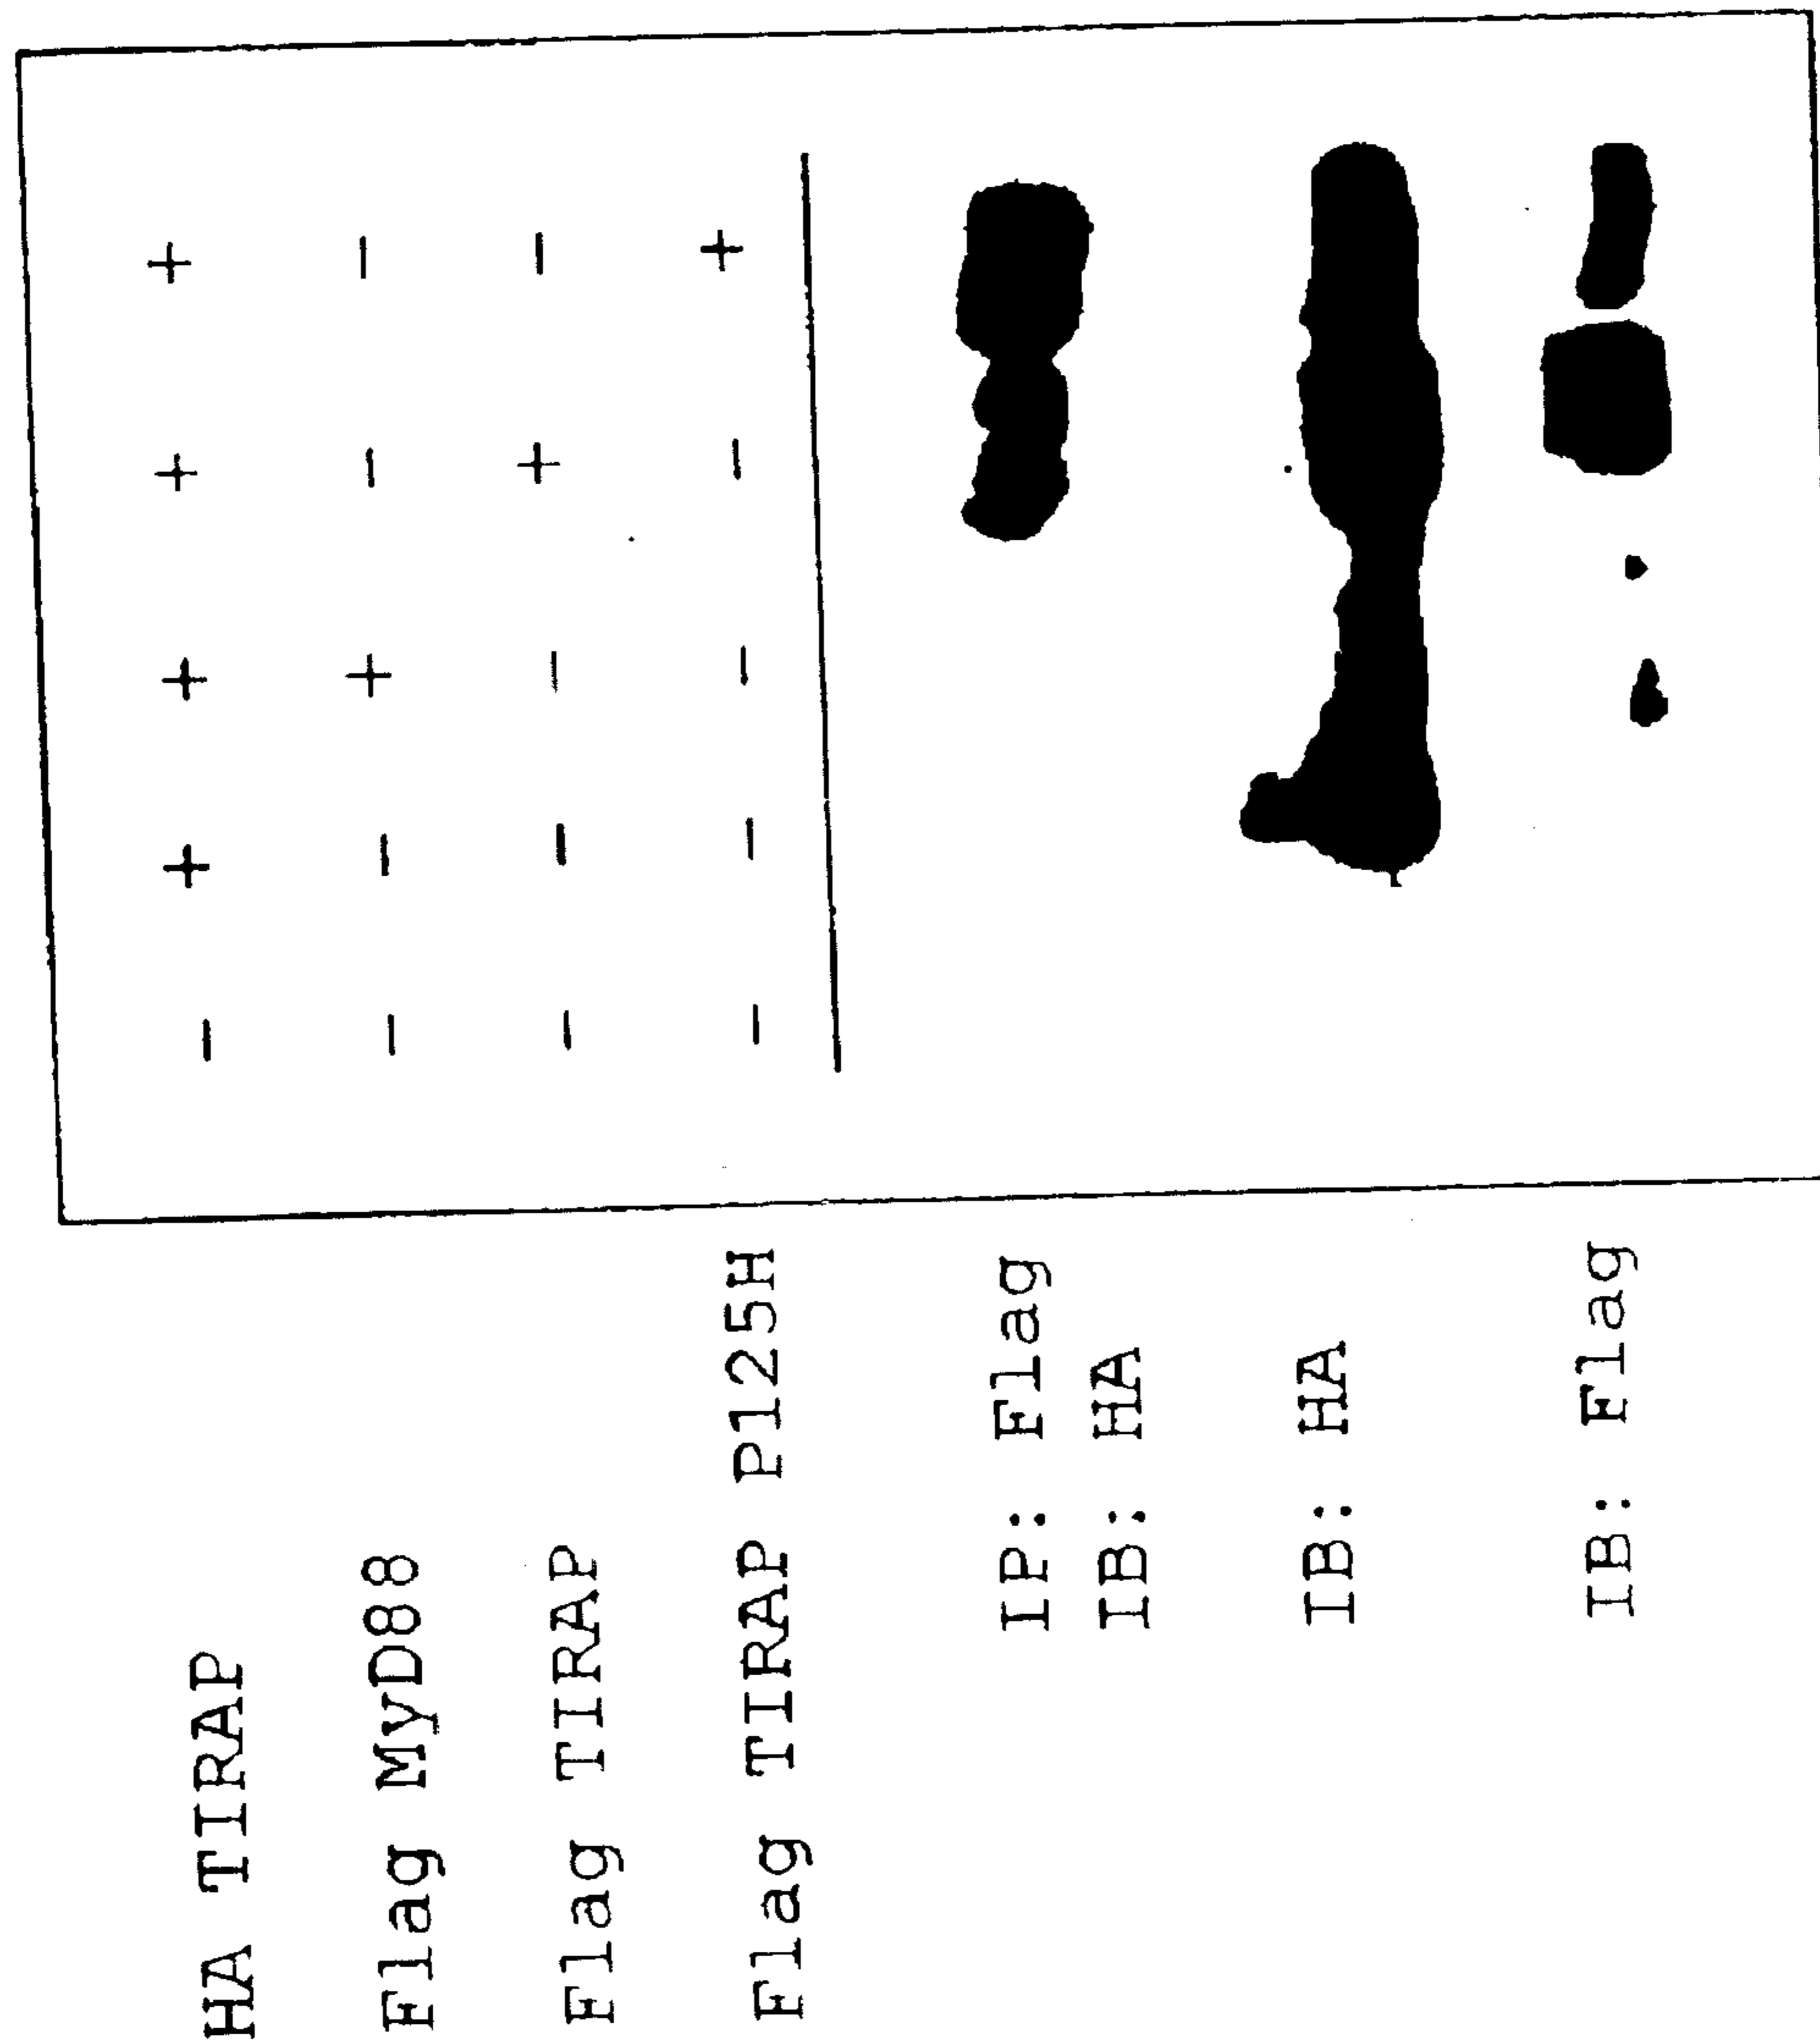 HA TIRAP - + + + +
Flag MyD88 - - + - -
Flag TIRAP - - - + -
Flag TIRAP P125H - - - - +
IP: Flag
IB: HA
IB: HA
IB: Flag